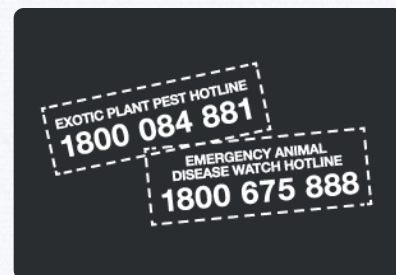 EXOTIC PLANT PEST HOTLINE
1800 084 881
EMERGENCY ANIMAL
DISEASE WATCH HOTLINE
1800 675 888